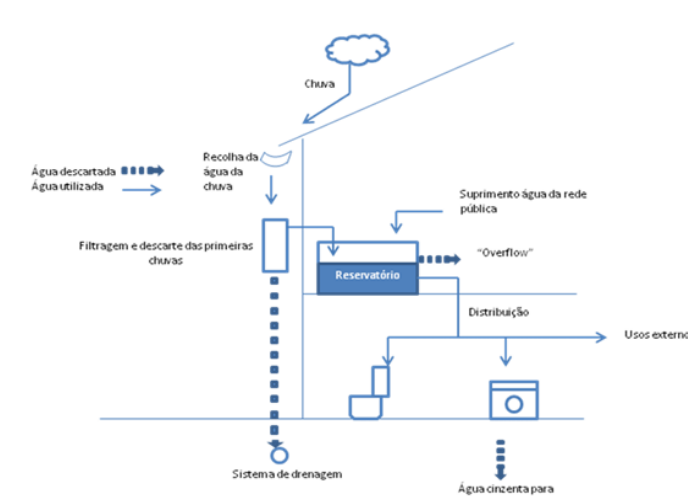 Chuva
Recolha da
água da
chuva
Água descartada
Água utilizada
Suprimento água da rede
pública
Filtragem e descarte das primeiras
chuvas
"Overflow"
Reservatório
Distribuição
Usos externo
Sistema de drenagem
Água cinzenta para